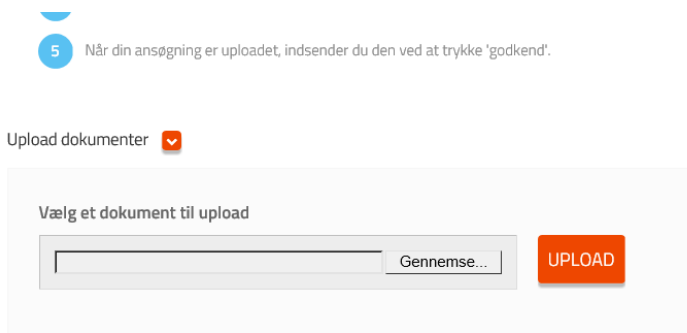 5 Når din ansøgning er uploadet, indsender du den ved at trykke 'godkend'.
Upload dokumenter
Vælg et dokument til upload
Gennemse... UPLOAD